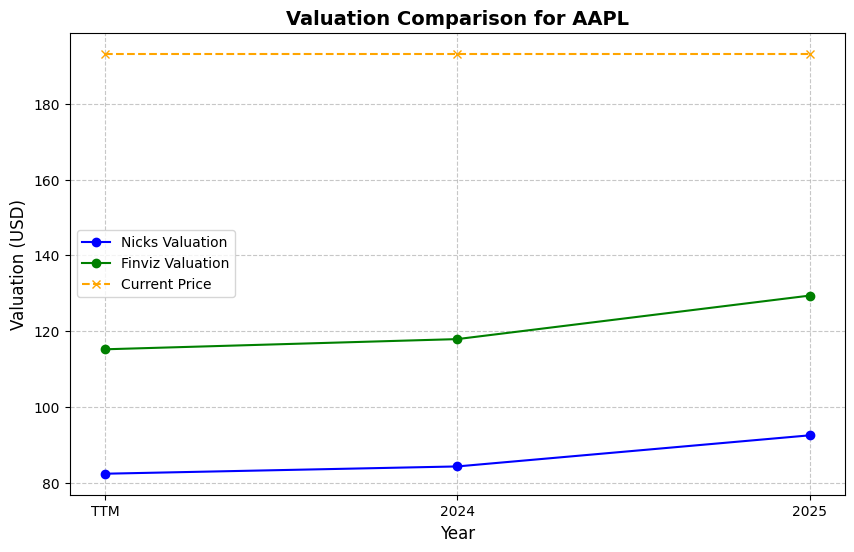 Valuation Comparison for AAPL
Valuation (USD)
180
160
140
120
100
80
Nicks Valuation
Finviz Valuation
Current Price
TTM
2024
2025
Year